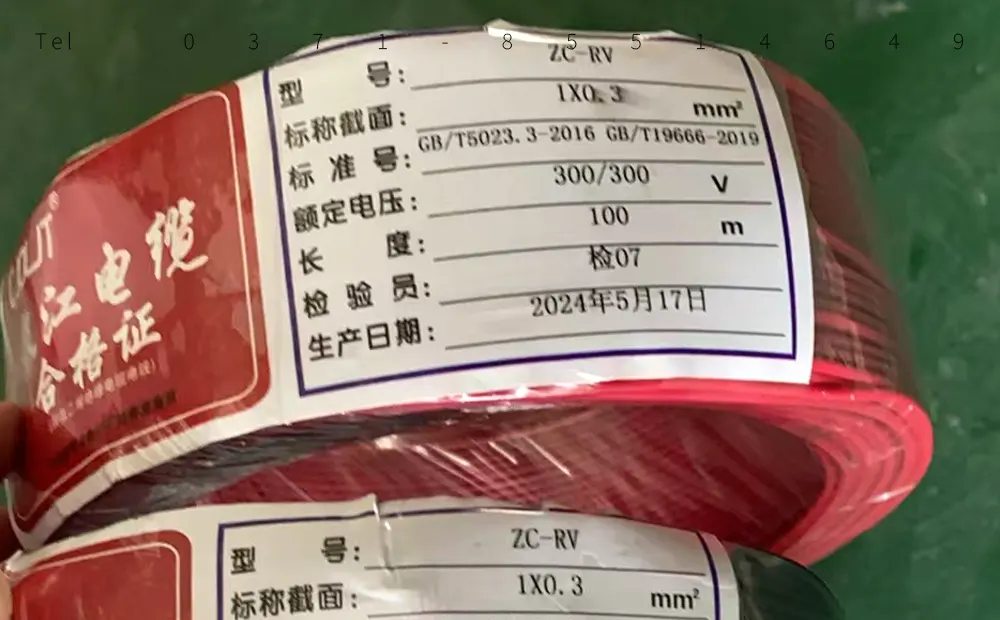 Tel 0371-85514649
型 号: ZC-RV
标称截面: 1X0.3 mm²
标 准 号: GB/T5023.3-2016 GB/T19666-2019
额定电压: 300/300 V
长 度: 100 m
检 验 员: 检07
生产日期: 2024年5月17日
江电缆
合格证
型 号: ZC-RV
标称截面: 1X0.3 mm²